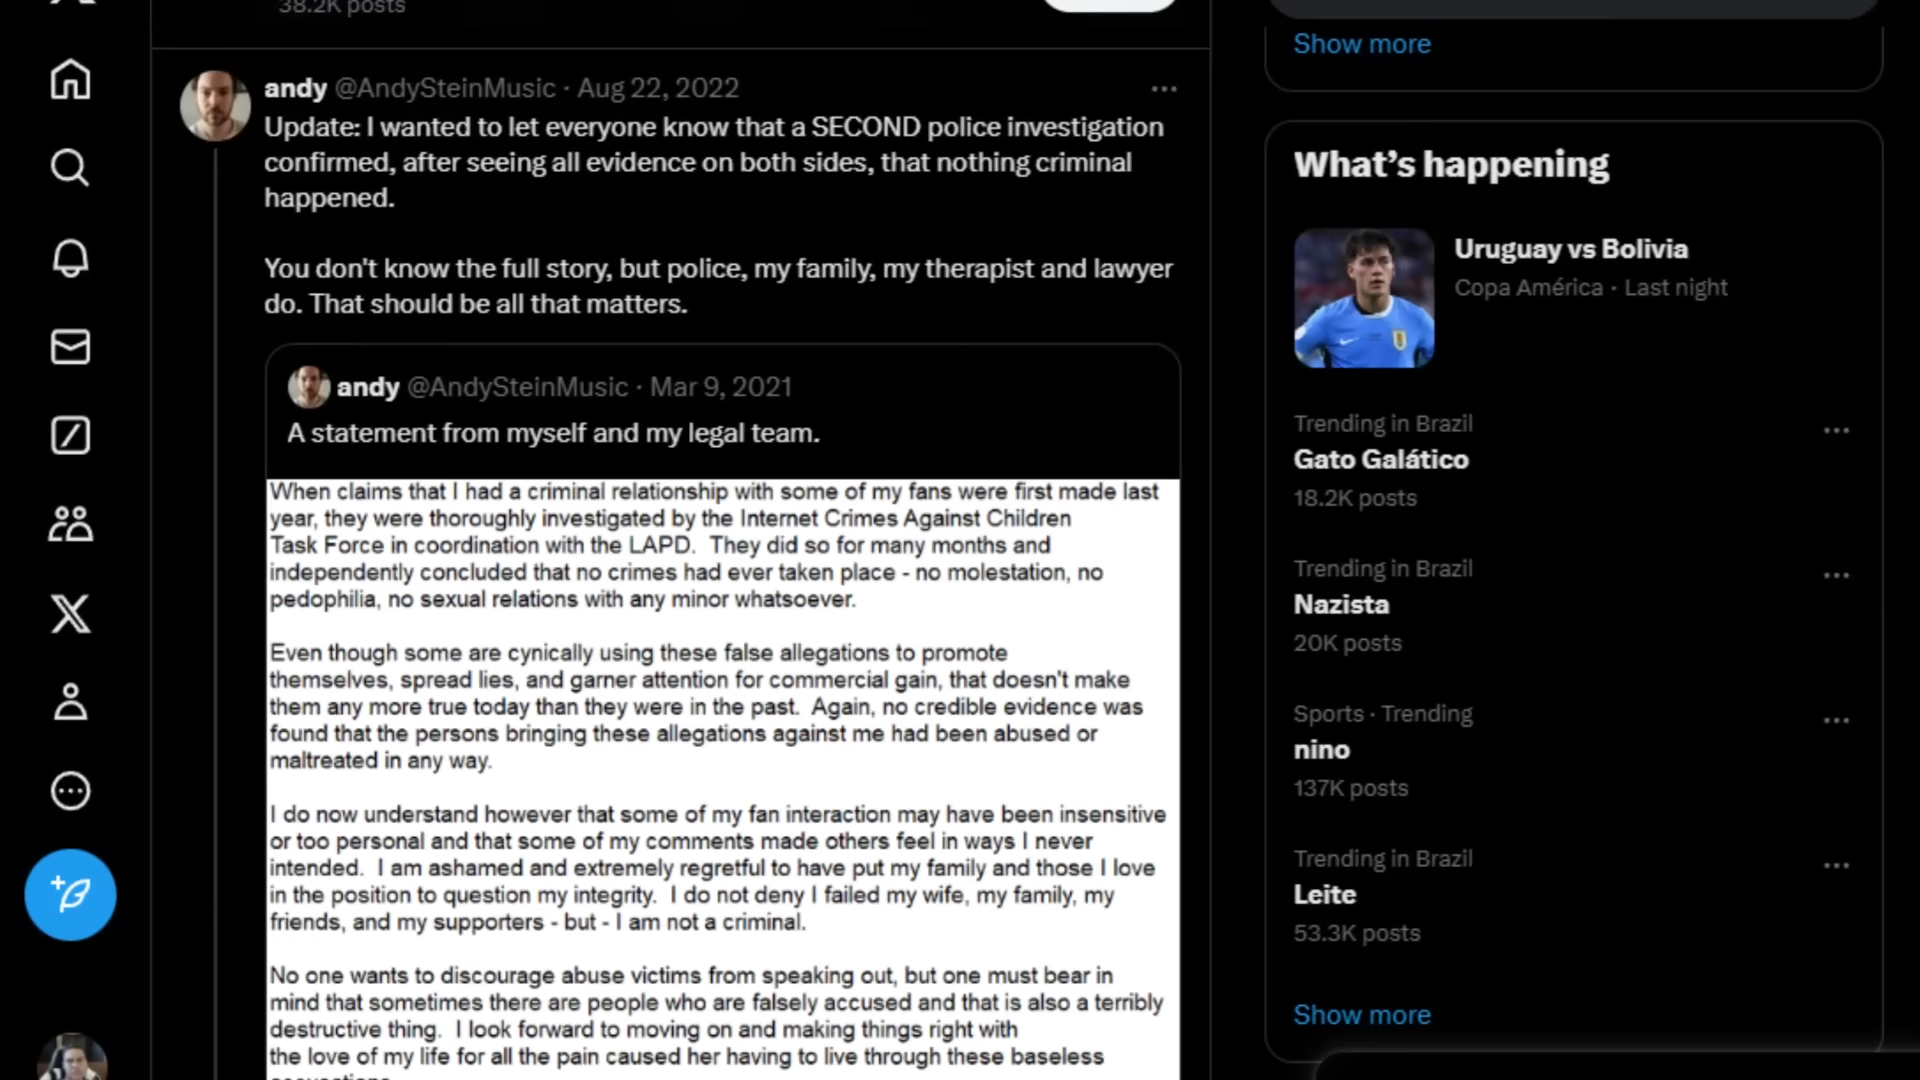 38.2K posts
andy @AndySteinMusic · Aug 22, 2022
Update: I wanted to let everyone know that a SECOND police investigation
confirmed, after seeing all evidence on both sides, that nothing criminal
happened.
You don't know the full story, but police, my family, my therapist and lawyer
do. That should be all that matters.
andy @AndySteinMusic · Mar 9, 2021
A statement from myself and my legal team.
When claims that I had a criminal relationship with some of my fans were first made last
year, they were thoroughly investigated by the Internet Crimes Against Children
Task Force in coordination with the LAPD.  They did so for many months and
independently concluded that no crimes had ever taken place - no molestation, no
pedophilia, no sexual relations with any minor whatsoever.
Even though some are cynically using these false allegations to promote
themselves, spread lies, and garner attention for commercial gain, that doesn't make
them any more true today than they were in the past.  Again, no credible evidence was
found that the persons bringing these allegations against me had been abused or
maltreated in any way.
I do now understand however that some of my fan interaction may have been insensitive
or too personal and that some of my comments made others feel in ways I never
intended.  I am ashamed and extremely regretful to have put my family and those I love
in the position to question my integrity.  I do not deny I failed my wife, my family, my
friends, and my supporters - but - I am not a criminal.
No one wants to discourage abuse victims from speaking out, but one must bear in
mind that sometimes there are people who are falsely accused and that is also a terribly
destructive thing.  I look forward to moving on and making things right with
the love of my life for all the pain caused her having to live through these baseless
Show more
What's happening
Uruguay vs Bolivia
Copa América · Last night
Trending in Brazil
Gato Galático
18.2K posts
Trending in Brazil
Nazista
20K posts
Sports · Trending
nino
137K posts
Trending in Brazil
Leite
53.3K posts
Show more